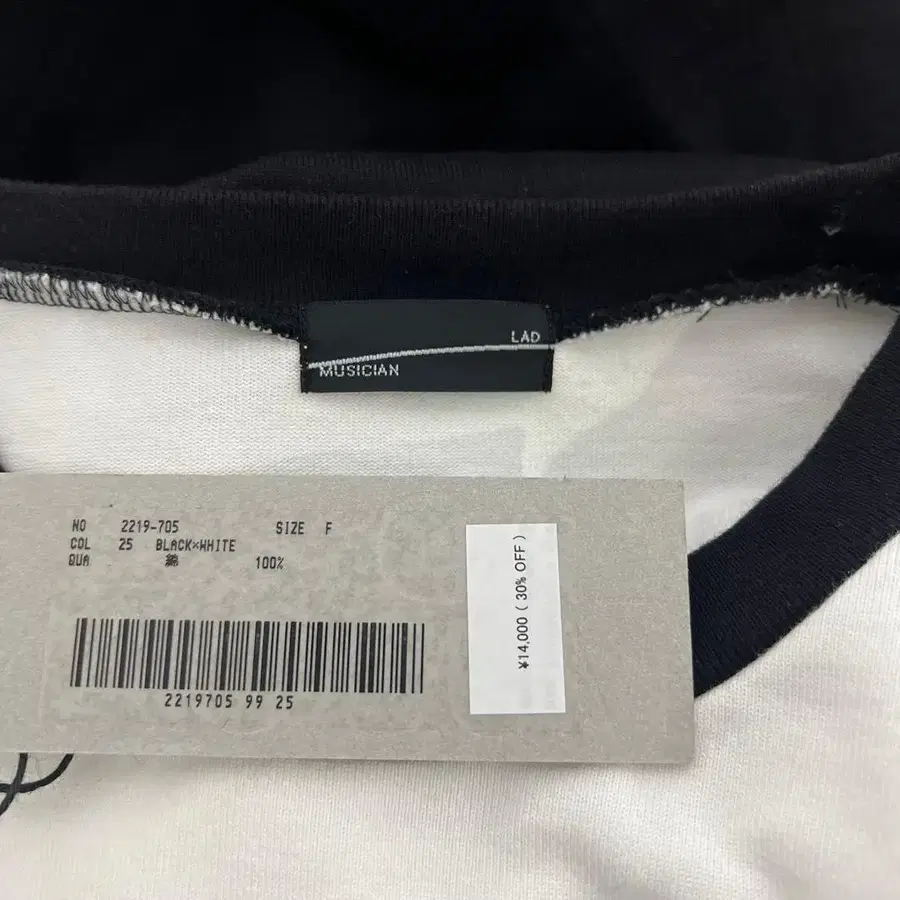 LAD
MUSICIAN
NO 2219-705 SIZE F
COL 25 BLACK×WHITE
QUA 綿 100%
2219705 99 25
¥14,000 (30% OFF)